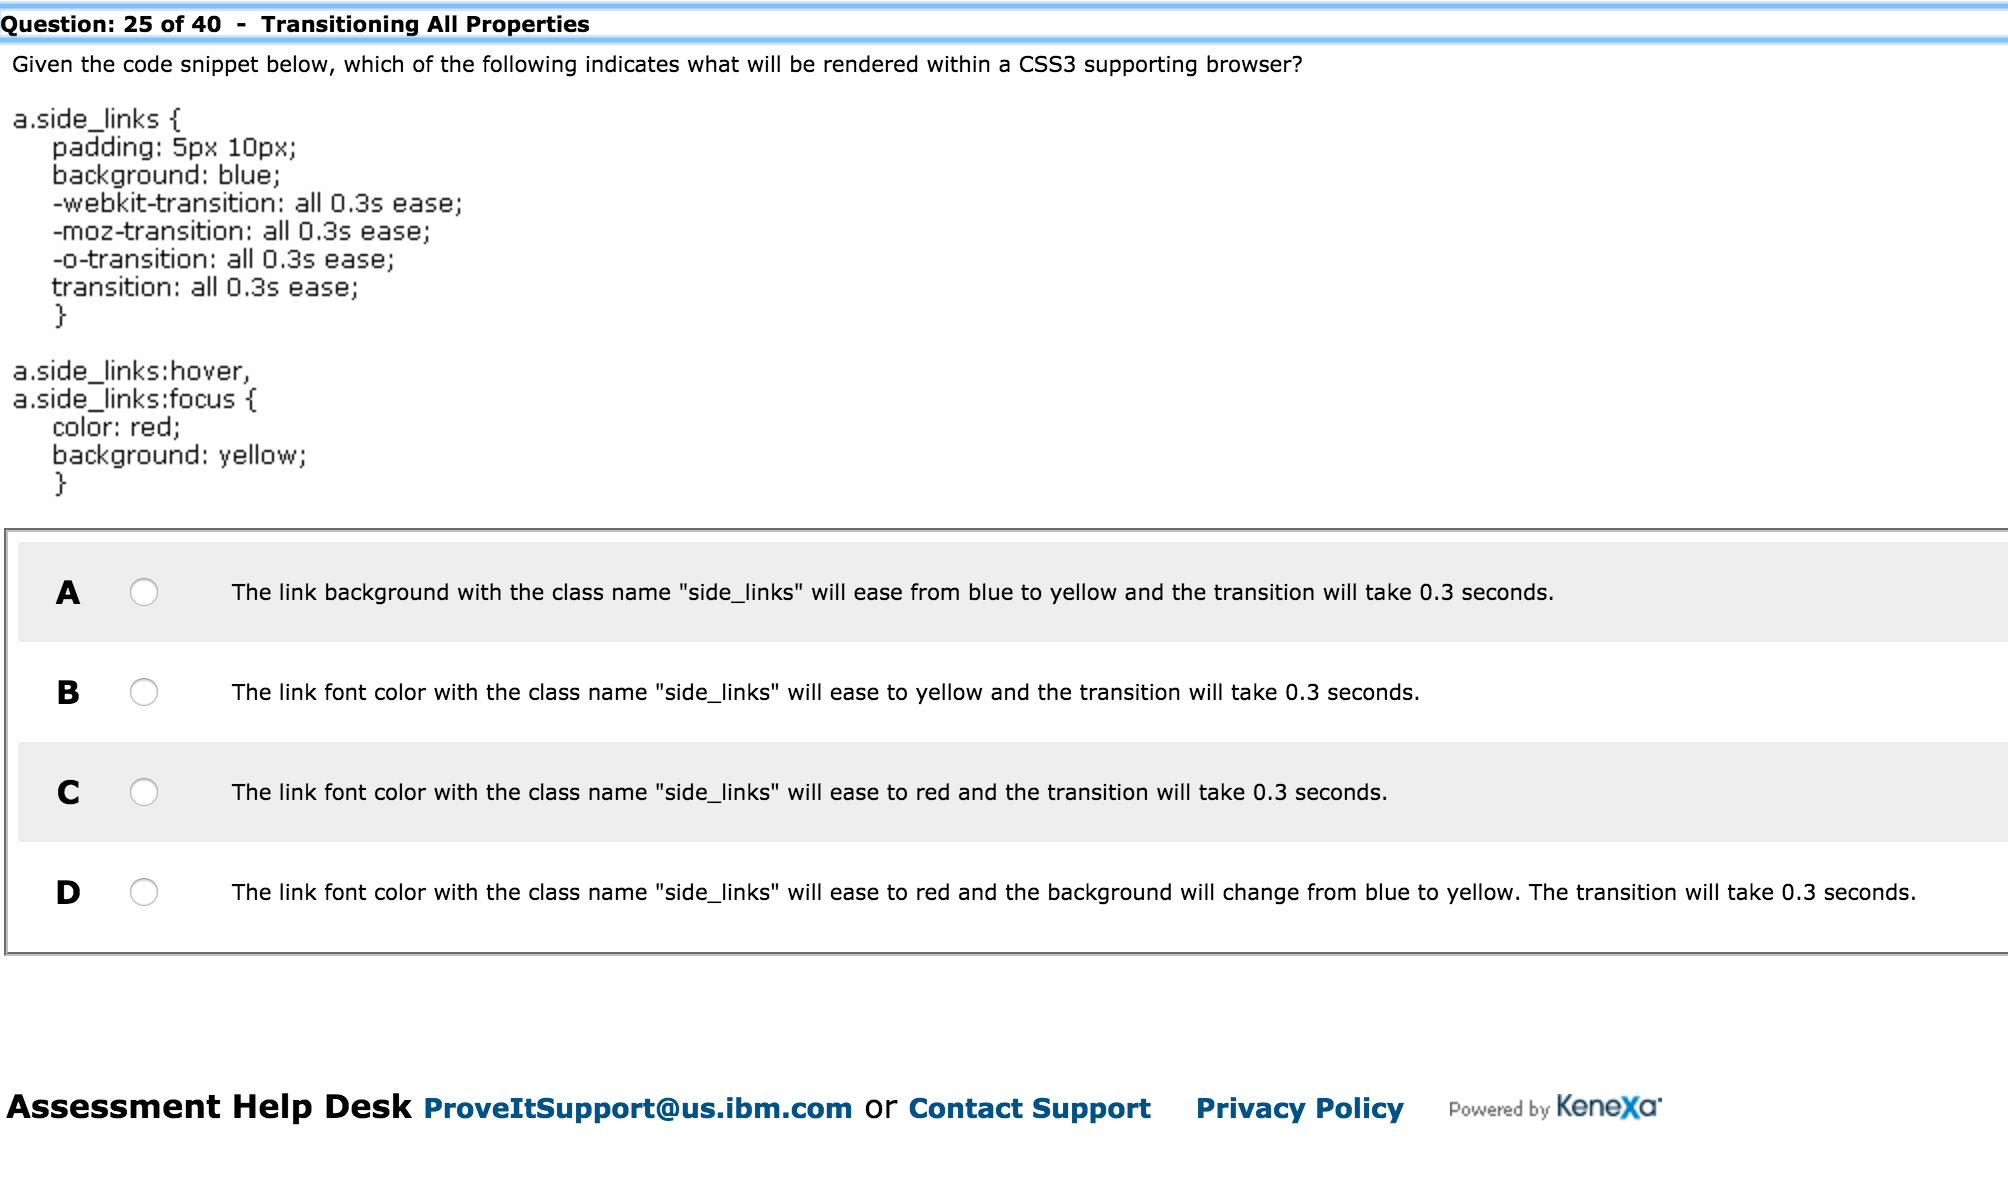 Question: 25 of 40 - Transitioning All Properties
Given the code snippet below, which of the following indicates what will be rendered within a CSS3 supporting browser?
a.side_links {
padding: 5px 10px;
background: blue;
-webkit-transition: all 0.3s ease;
-moz-transition: all 0.3s ease;
-o-transition: all 0.3s ease;
transition: all 0.3s ease;
}
a.side_links:hover,
a.side_links:focus {
color: red;
background: yellow;
}
A The link background with the class name "side_links" will ease from blue to yellow and the transition will take 0.3 seconds.
B The link font color with the class name "side_links" will ease to yellow and the transition will take 0.3 seconds.
C The link font color with the class name "side_links" will ease to red and the transition will take 0.3 seconds.
D The link font color with the class name "side_links" will ease to red and the background will change from blue to yellow. The transition will take 0.3 seconds.
Assessment Help Desk ProveItSupport@us.ibm.com or Contact Support Privacy Policy Powered by Kenexa